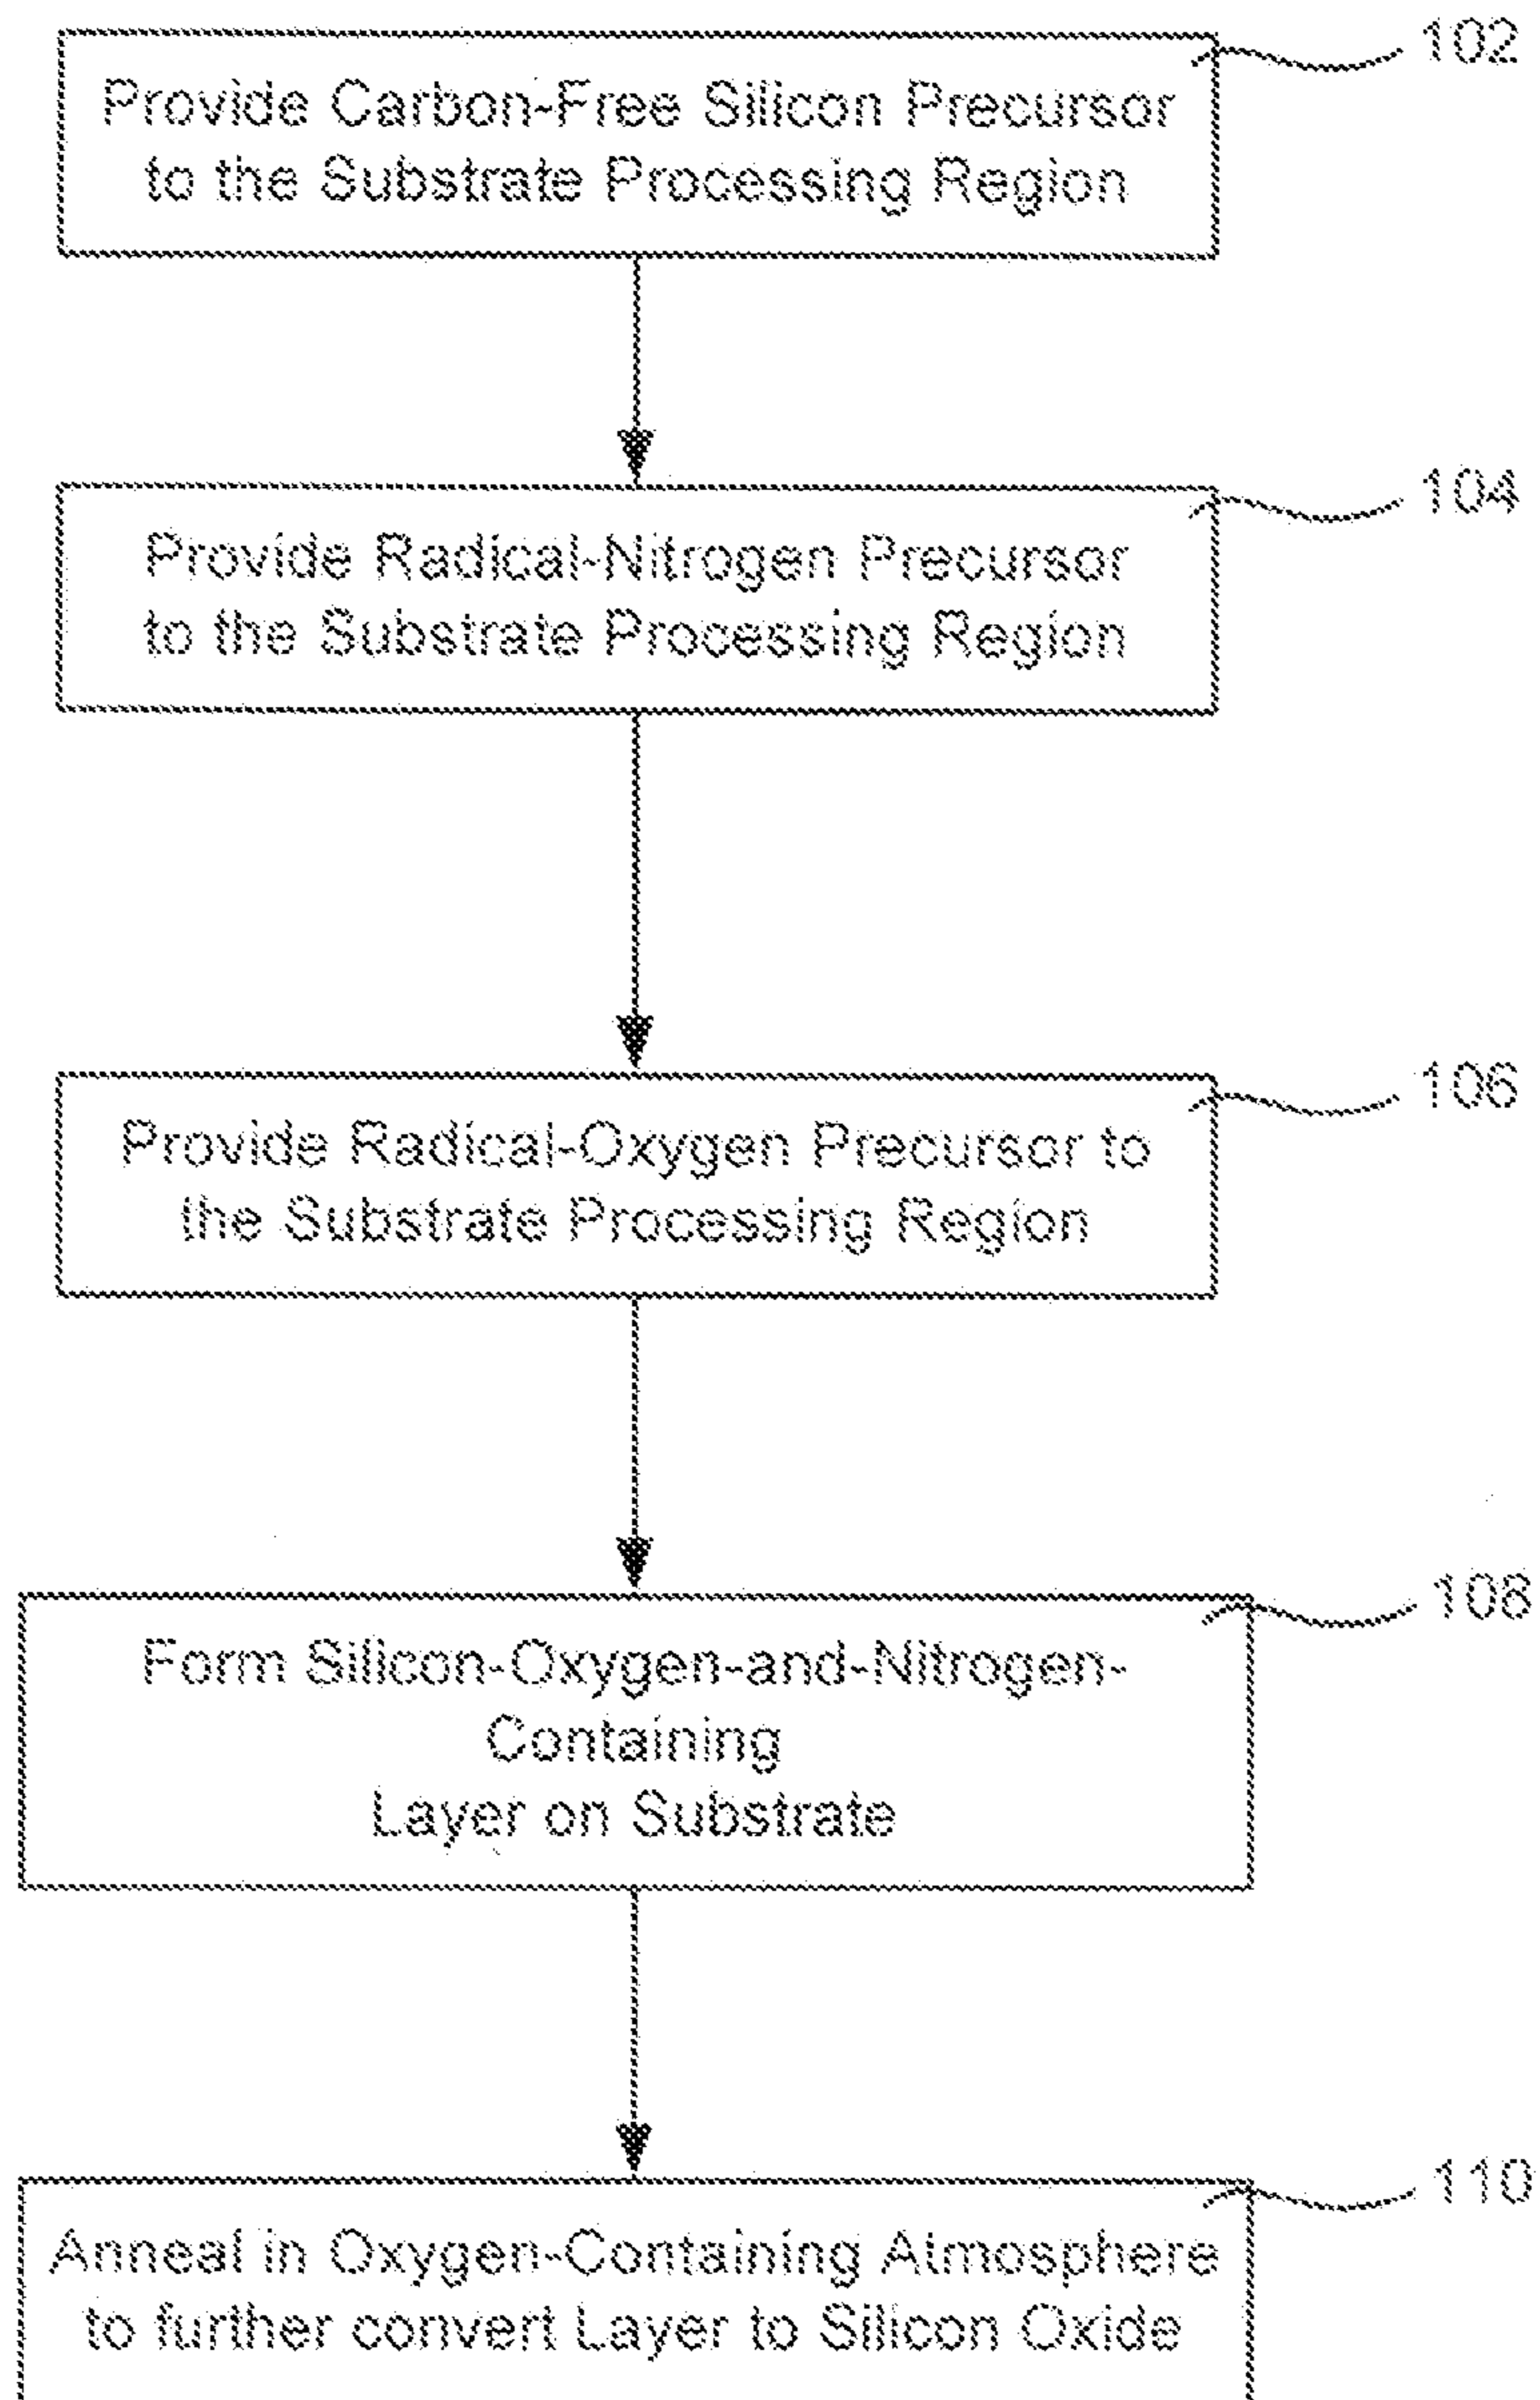 102
Provide Carbon-Free Silicon Precursor
to the Substrate Processing Region
104
Provide Radical-Nitrogen Precursor
to the Substrate Processing Region
106
Provide Radical-Oxygen Precursor to
the Substrate Processing Region
108
Form Silicon-Oxygen-and-Nitrogen-
Containing
Layer on Substrate
110
Anneal in Oxygen-Containing Atmosphere
to further convert Layer to Silicon Oxide